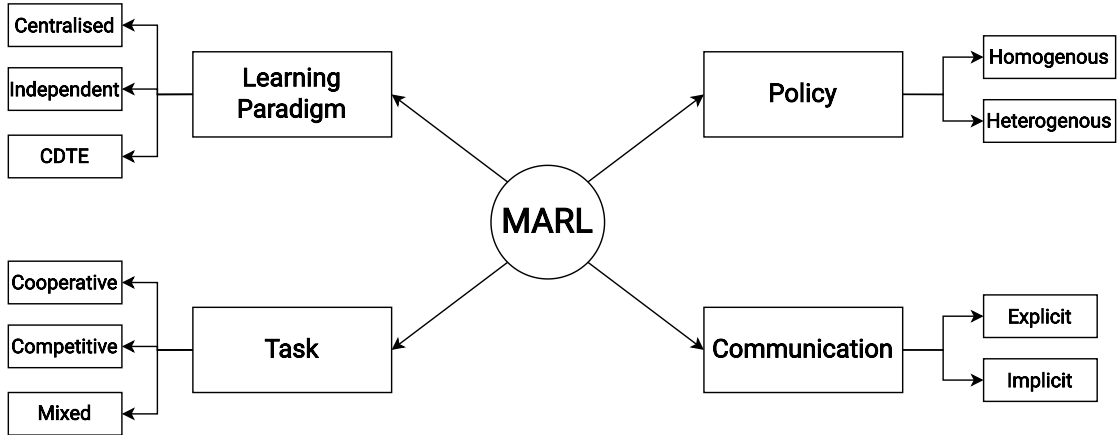 Centralised
Independent
CDTE
Learning
Paradigm
Policy
Homogenous
Heterogenous
MARL
Cooperative
Competitive
Mixed
Task
Communication
Explicit
Implicit